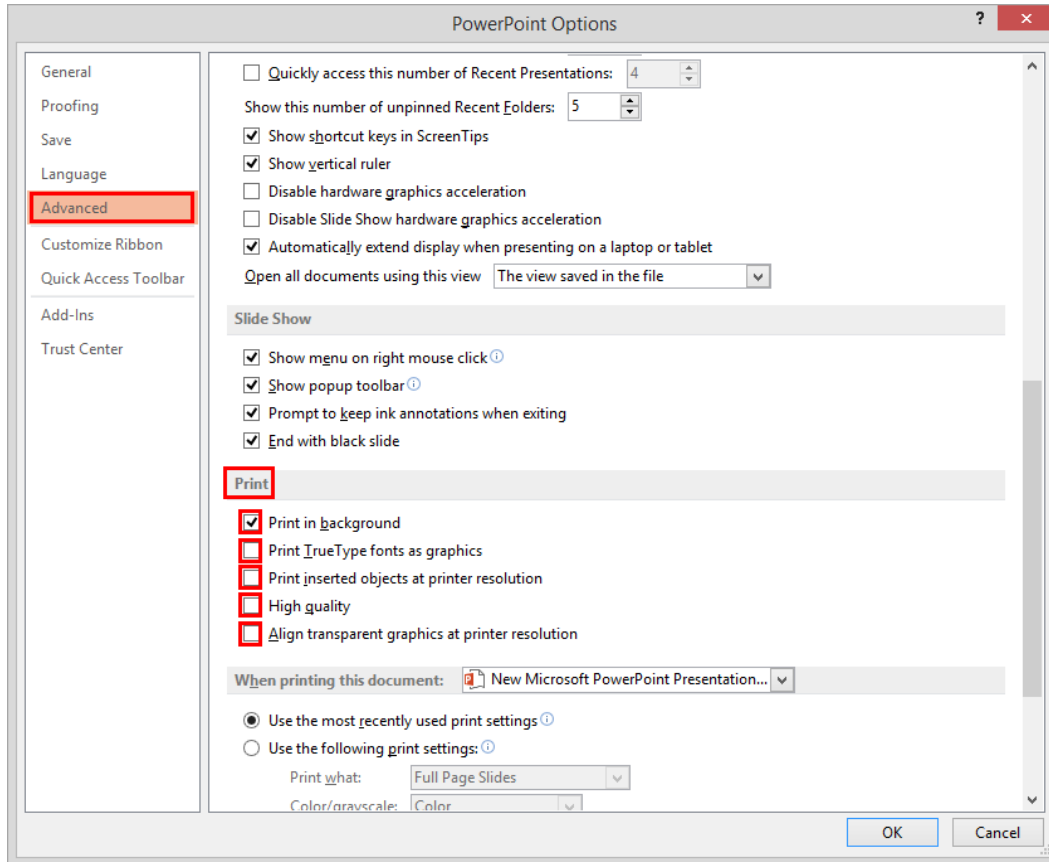 PowerPoint Options
?
×
General
Proofing
Save
Language
Advanced
Customize Ribbon
Quick Access Toolbar
Add-Ins
Trust Center
Quickly access this number of Recent Presentations: 4
Show this number of unpinned Recent Folders: 5
Show shortcut keys in ScreenTips
Show vertical ruler
Disable hardware graphics acceleration
Disable Slide Show hardware graphics acceleration
Automatically extend display when presenting on a laptop or tablet
Open all documents using this view The view saved in the file
Slide Show
Show menu on right mouse click
Show popup toolbar
Prompt to keep ink annotations when exiting
End with black slide
Print
Print in background
Print TrueType fonts as graphics
Print inserted objects at printer resolution
High quality
Align transparent graphics at printer resolution
When printing this document: New Microsoft PowerPoint Presentation...
Use the most recently used print settings
Use the following print settings:
Print what: Full Page Slides
Color/grayscale: Color
OK Cancel